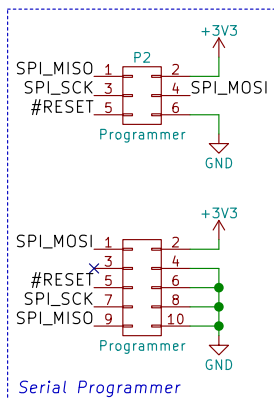 +3V3
P2
SPI_MISO 1 2
SPI_SCK 3 4 SPI_MOSI
#RESET 5 6
Programmer
GND
+3V3
SPI_MOSI 1 2
3 4
#RESET 5 6
SPI_SCK 7 8
SPI_MISO 9 10
Programmer
GND
Serial Programmer